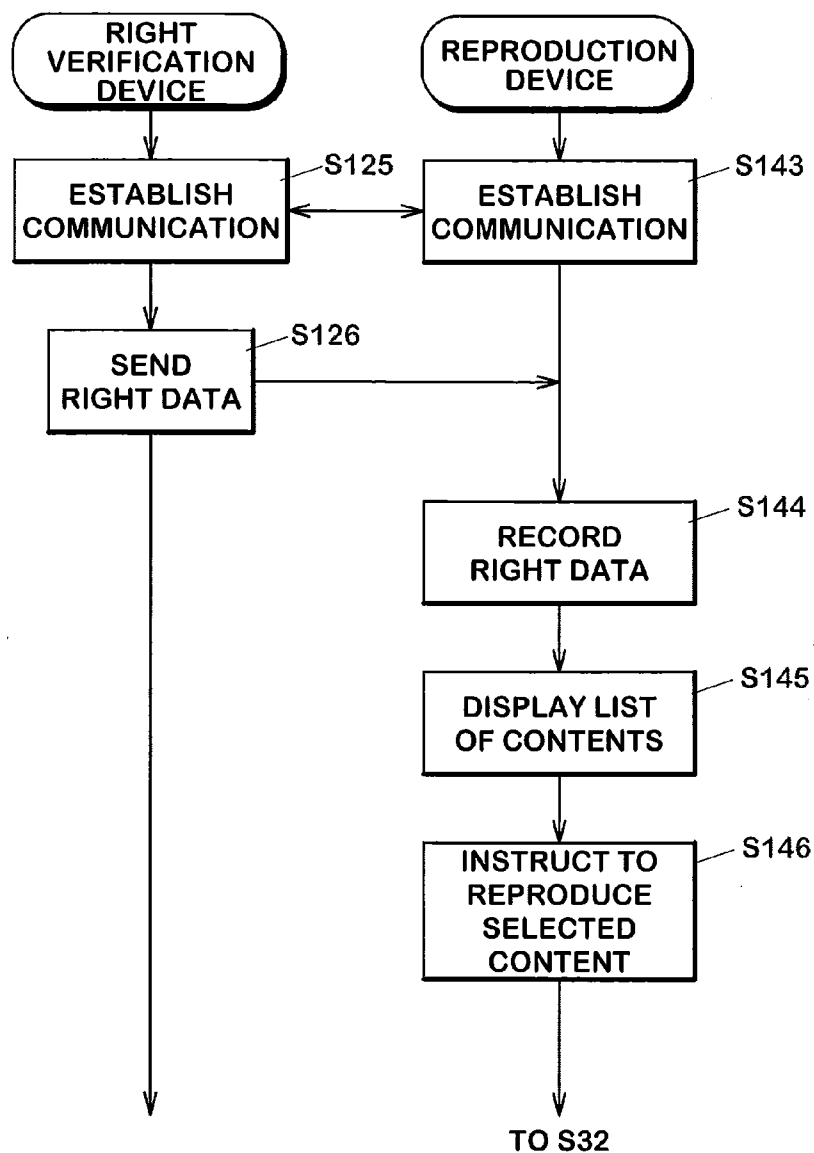 RIGHT
VERIFICATION
DEVICE
REPRODUCTION
DEVICE
S125
ESTABLISH
COMMUNICATION
S143
ESTABLISH
COMMUNICATION
S126
SEND
RIGHT DATA
S144
RECORD
RIGHT DATA
S145
DISPLAY LIST
OF CONTENTS
S146
INSTRUCT TO
REPRODUCE
SELECTED
CONTENT
TO S32